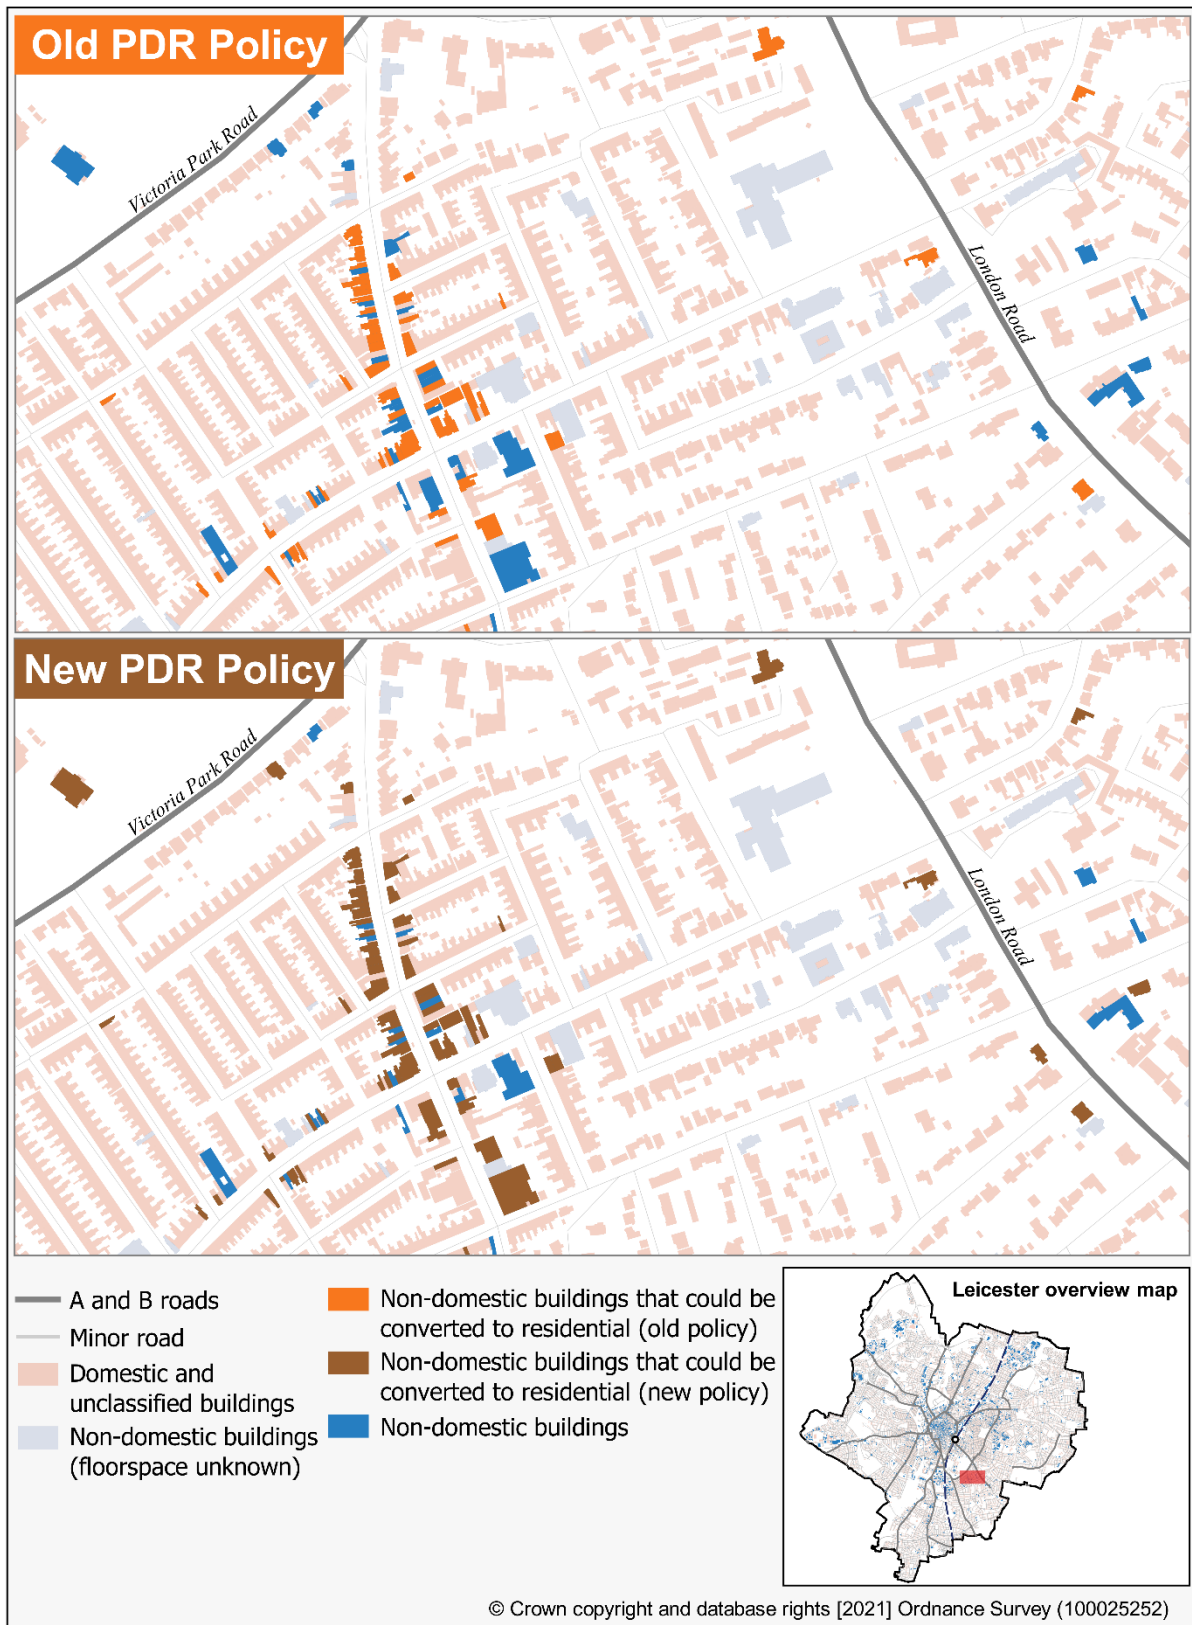 Old PDR Policy
Victoria Park Road
London Road
New PDR Policy
Victoria Park Road
London Road
A and B roads
Minor road
Domestic and
unclassified buildings
Non-domestic buildings
(floorspace unknown)
Non-domestic buildings that could be
converted to residential (old policy)
Non-domestic buildings that could be
converted to residential (new policy)
Non-domestic buildings
Leicester overview map
© Crown copyright and database rights [2021] Ordnance Survey (100025252)